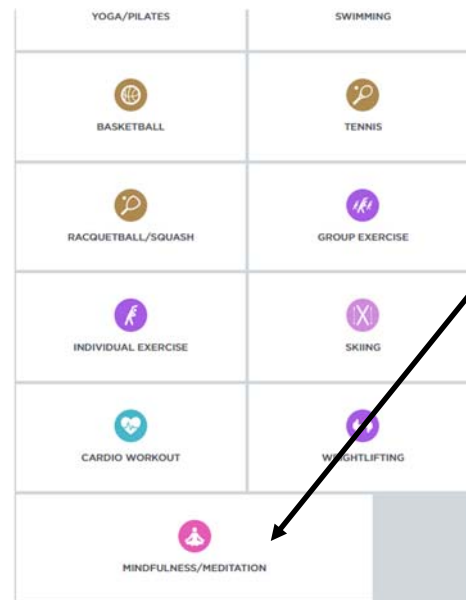 YOGA/PILATES SWIMMING
BASKETBALL TENNIS
RACQUETBALL/SQUASH GROUP EXERCISE
INDIVIDUAL EXERCISE SKIING
CARDIO WORKOUT WEIGHTLIFTING
MINDFULNESS/MEDITATION